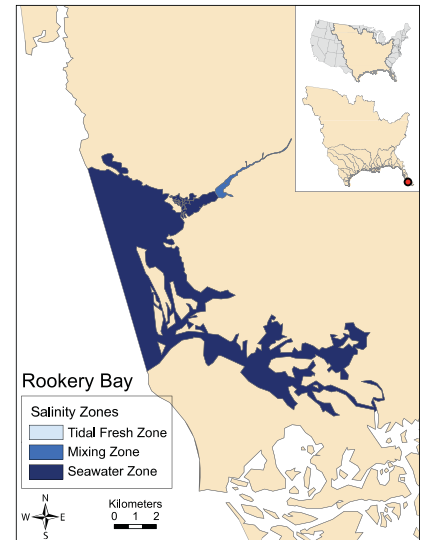 Rookery Bay
Salinity Zones
Tidal Fresh Zone
Mixing Zone
Seawater Zone
N
W E
S
Kilometers
0 1 2